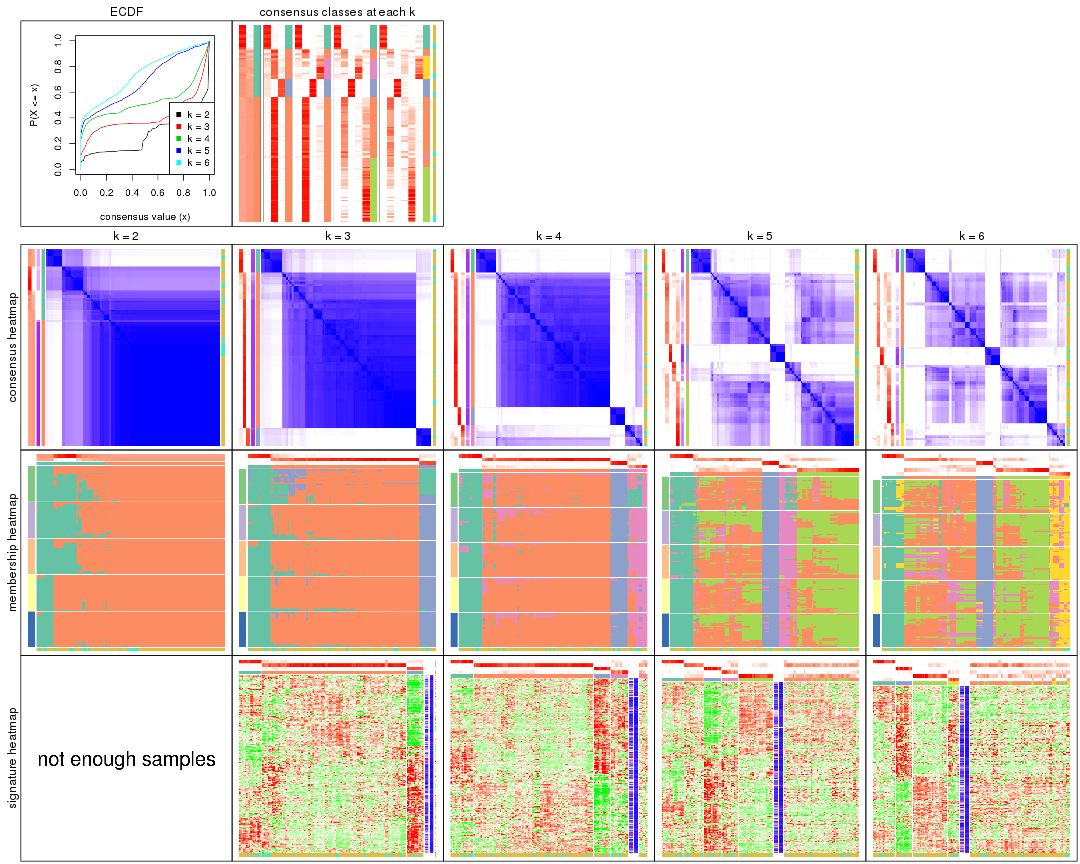 ECDF
consensus classes at each k
P(X <= x)
0.0 0.2 0.4 0.6 0.8 1.0
k = 2
k = 3
k = 4
k = 5
k = 6
0.0 0.2 0.4 0.6 0.8 1.0
consensus value (x)
k = 2 k = 3 k = 4 k = 5 k = 6
consensus heatmap
membership heatmap
signature heatmap
not enough samples